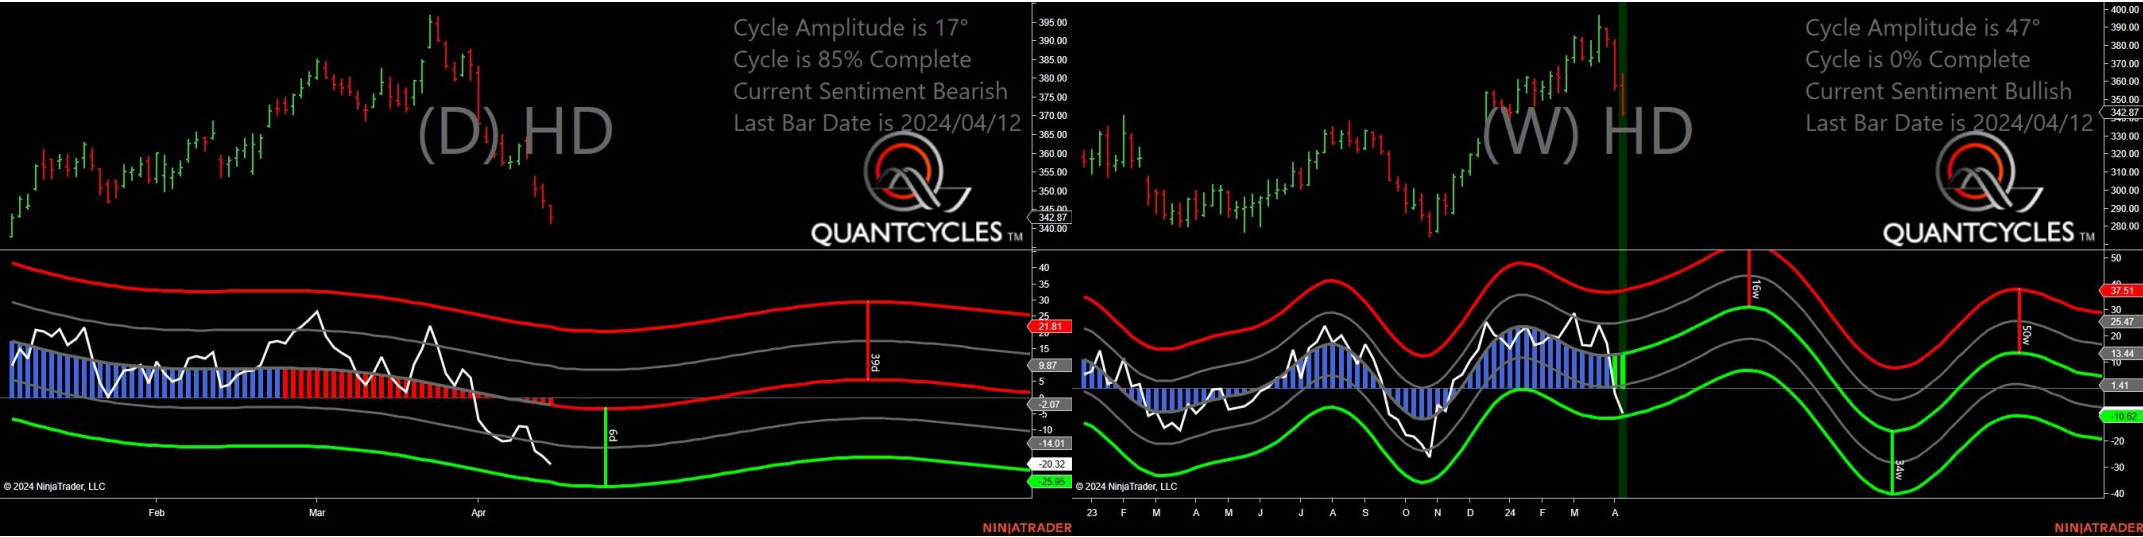 Cycle Amplitude is 17°
Cycle is 85% Complete
Current Sentiment Bearish
Last Bar Date is 2024/04/12
(D) HD
QUANTCYCLES TM
395.00
390.00
385.00
380.00
375.00
370.00
365.00
360.00
355.00
350.00
345.00
342.87
340.00
40
35
30
25
21.81
20
15
9.87
5
0
-2.07
-5
-10
-14.01
-20.32
-25.95
39d
6d
© 2024 NinjaTrader, LLC
Feb Mar Apr
NINJATRADER
Cycle Amplitude is 47°
Cycle is 0% Complete
Current Sentiment Bullish
Last Bar Date is 2024/04/12
(W) HD
QUANTCYCLES TM
400.00
390.00
380.00
370.00
360.00
350.00
342.87
330.00
320.00
310.00
300.00
290.00
280.00
50
37.51
30
25.47
20
13.44
10
1.41
-10.62
-20
-30
-40
16w
50w
34w
© 2024 NinjaTrader, LLC
23 F M A M J J A S O N D 24 F M A
NINJATRADER